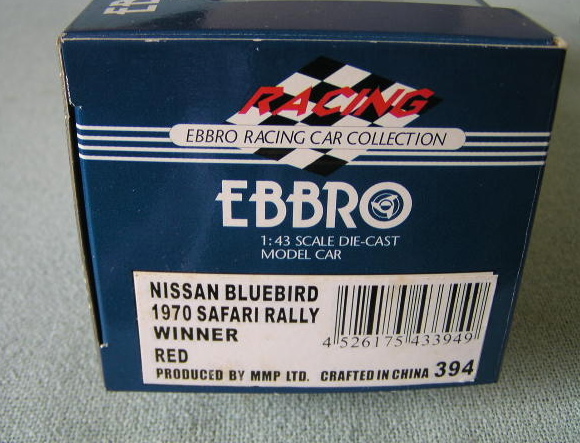 RACING
EBBRO RACING CAR COLLECTION
EBBRO
1:43 SCALE DIE-CAST
MODEL CAR
NISSAN BLUEBIRD
1970 SAFARI RALLY
WINNER
RED
4 526175 433949
PRODUCED BY MMP LTD. CRAFTED IN CHINA 394